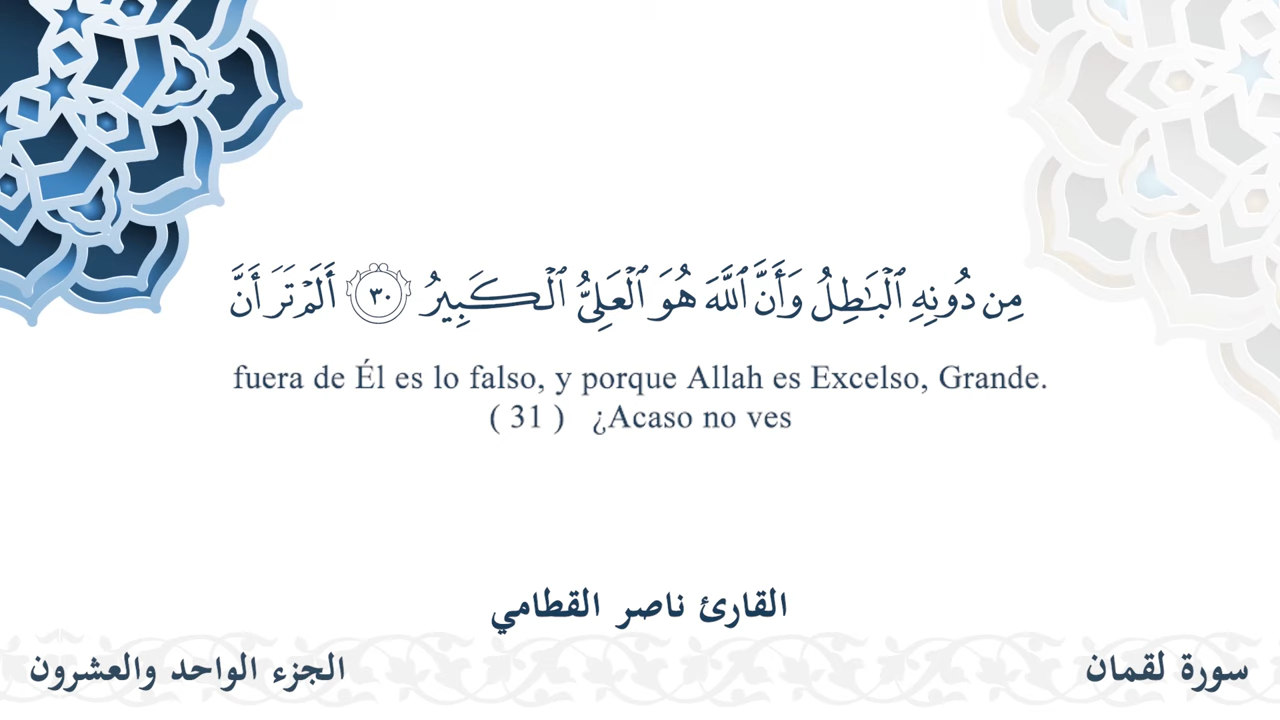 مِن دُونِهِ ٱلْبَـٰطِلُ وَأَنَّ ٱللَّهَ هُوَ ٱلْعَلِىُّ ٱلْكَبِيرُ ٣٠ أَلَمْ تَرَ أَنَّ
fuera de Él es lo falso, y porque Allah es Excelso, Grande.
( 31 ) ¿Acaso no ves
القارئ ناصر القطامي
سورة لقمان
الجزء الواحد والعشرون